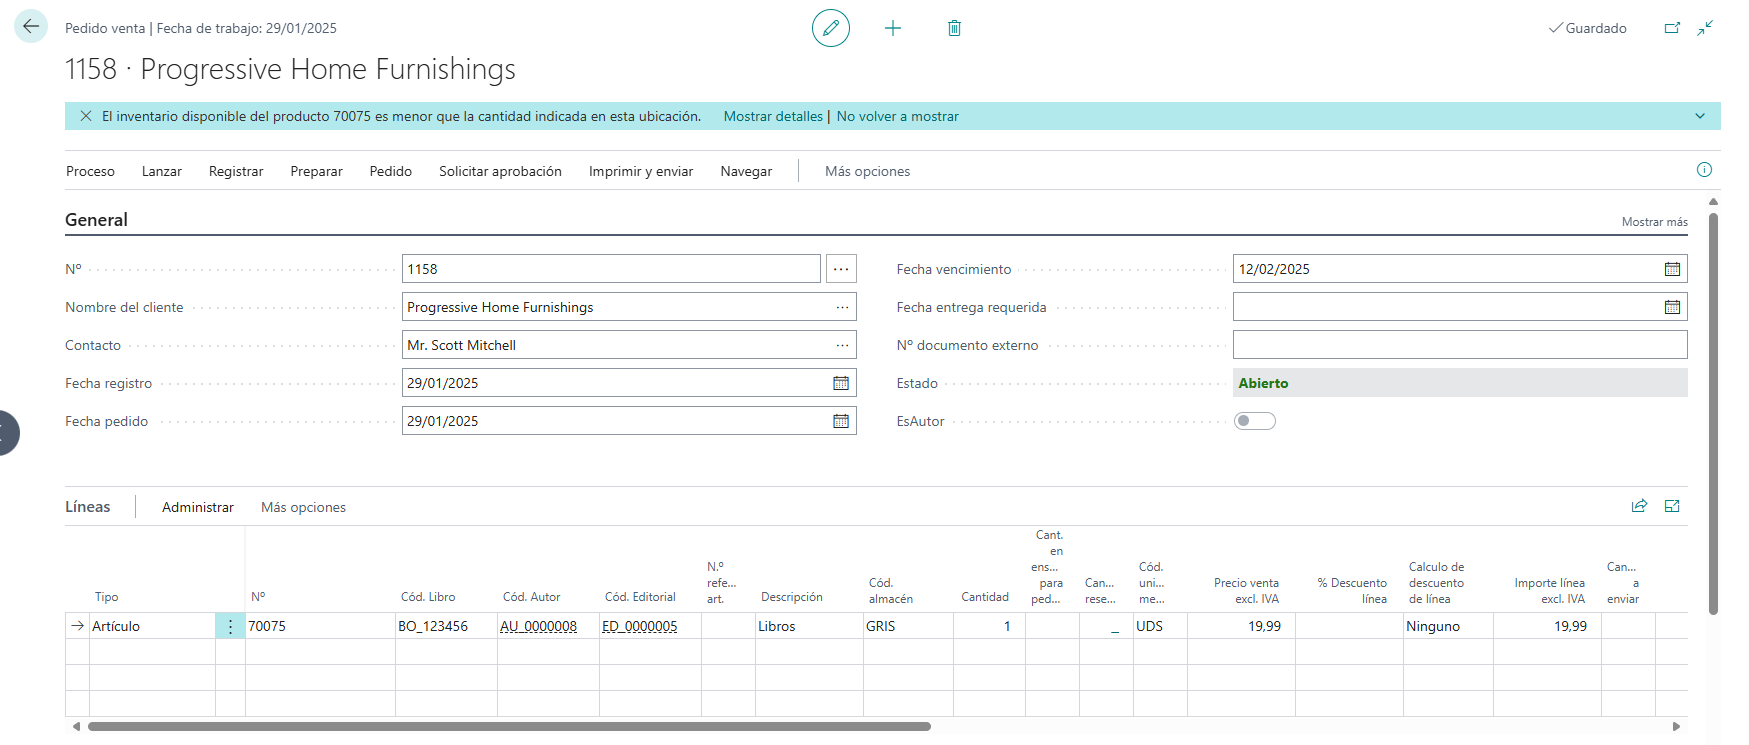 Pedido venta | Fecha de trabajo: 29/01/2025
Guardado
1158 · Progressive Home Furnishings
El inventario disponible del producto 70075 es menor que la cantidad indicada en esta ubicación. Mostrar detalles | No volver a mostrar
Proceso Lanzar Registrar Preparar Pedido Solicitar aprobación Imprimir y enviar Navegar Más opciones
General
Mostrar más
Nº 1158
Nombre del cliente Progressive Home Furnishings
Contacto Mr. Scott Mitchell
Fecha registro 29/01/2025
Fecha pedido 29/01/2025
Fecha vencimiento 12/02/2025
Fecha entrega requerida
Nº documento externo
Estado Abierto
EsAutor
Líneas Administrar Más opciones
Tipo
Nº
Cód. Libro
Cód. Autor
Cód. Editorial
N.º
refe...
art.
Descripción
Cód.
almacén
Cantidad
Cant.
en
ens...
para
ped...
Can...
rese...
Cód.
uni...
me...
Precio venta
excl. IVA
% Descuento
línea
Calculo de
descuento
de línea
Importe línea
excl. IVA
Can...
a
enviar
Artículo 70075 BO_123456 AU_0000008 ED_0000005 Libros GRIS 1 _ UDS 19,99 Ninguno 19,99